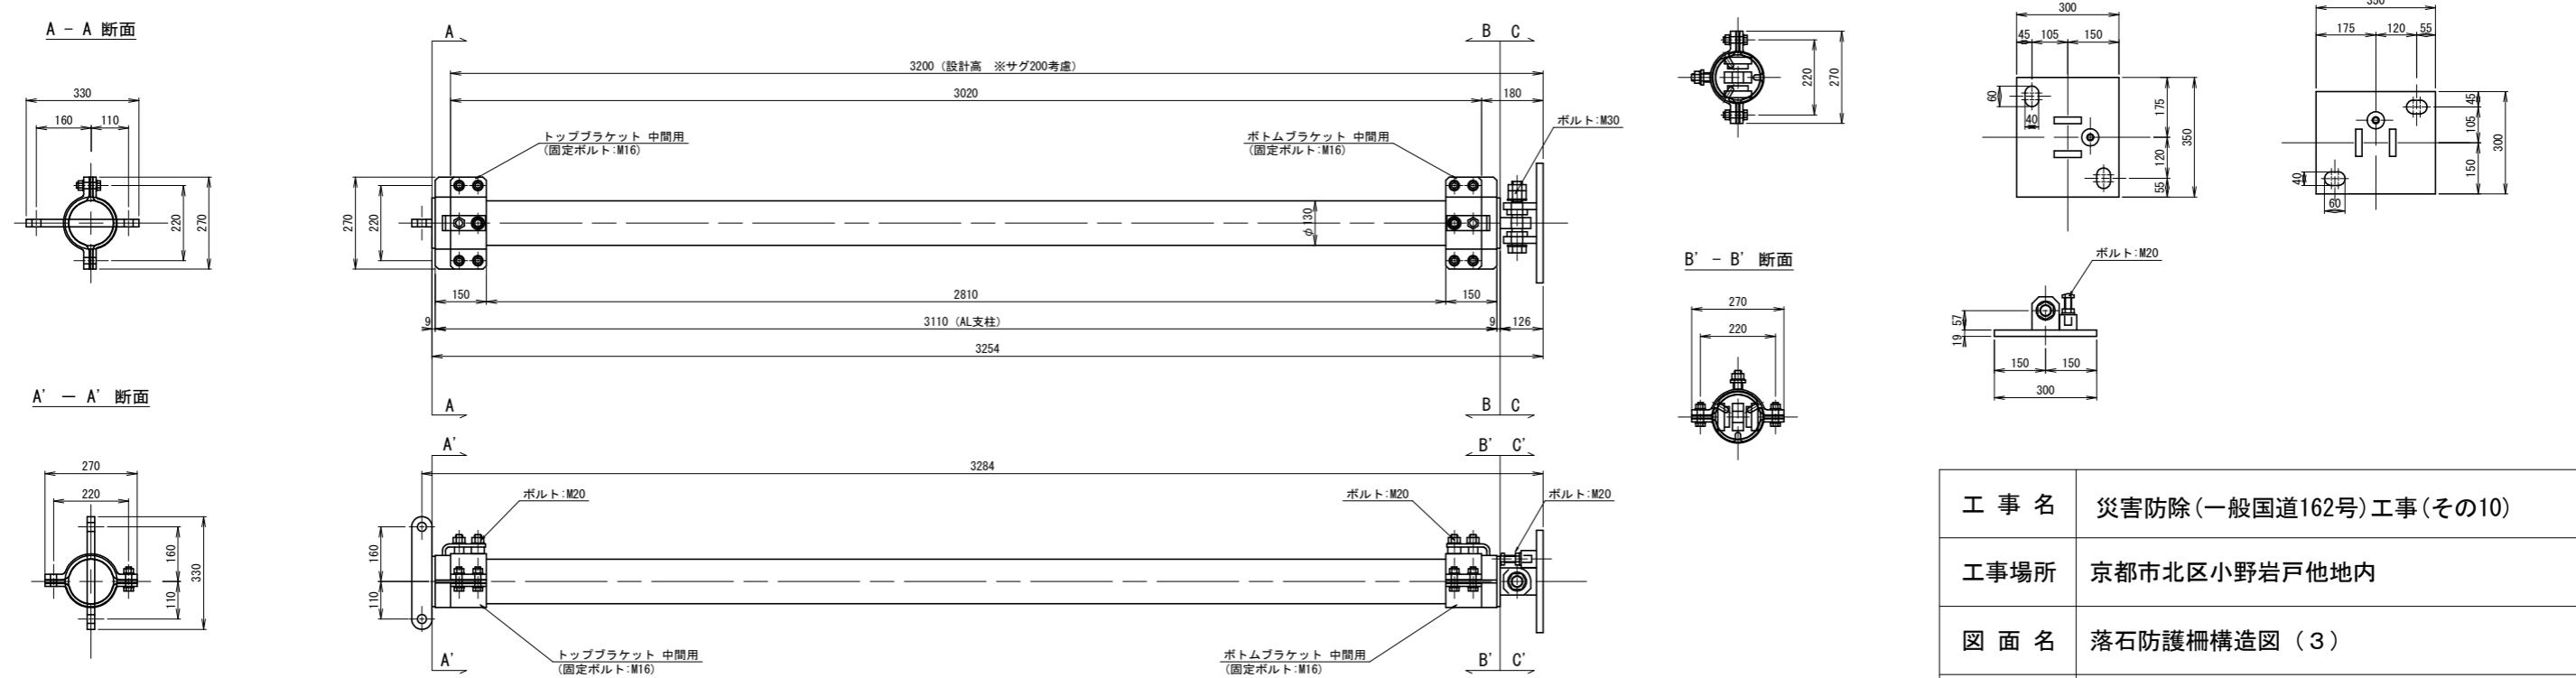 A - A 断面
330
160
110
220
270
A' - A' 断面
270
220
160
110
330
A
B
C
3200 (設計高 ※サグ200考慮)
3020
180
トップブラケット 中間用
(固定ボルト:M16)
ボトムブラケット 中間用
(固定ボルト:M16)
ボルト:M30
270
220
φ130
150
2810
150
9
3110 (AL支柱)
9
126
3254
A
B
C
A'
B'
C'
3284
ボルト:M20
ボルト:M20
ボルト:M20
160
110
トップブラケット 中間用
(固定ボルト:M16)
ボトムブラケット 中間用
(固定ボルト:M16)
A'
B'
C'
220
270
B' - B' 断面
270
220
300
45
105
150
60
40
175
120
55
350
350
175
120
55
45
105
150
300
40
60
ボルト:M20
57
19
150
150
300
工事名 災害防除(一般国道162号)工事(その10)
工事場所 京都市北区小野岩戸他地内
図面名 落石防護柵構造図(3)